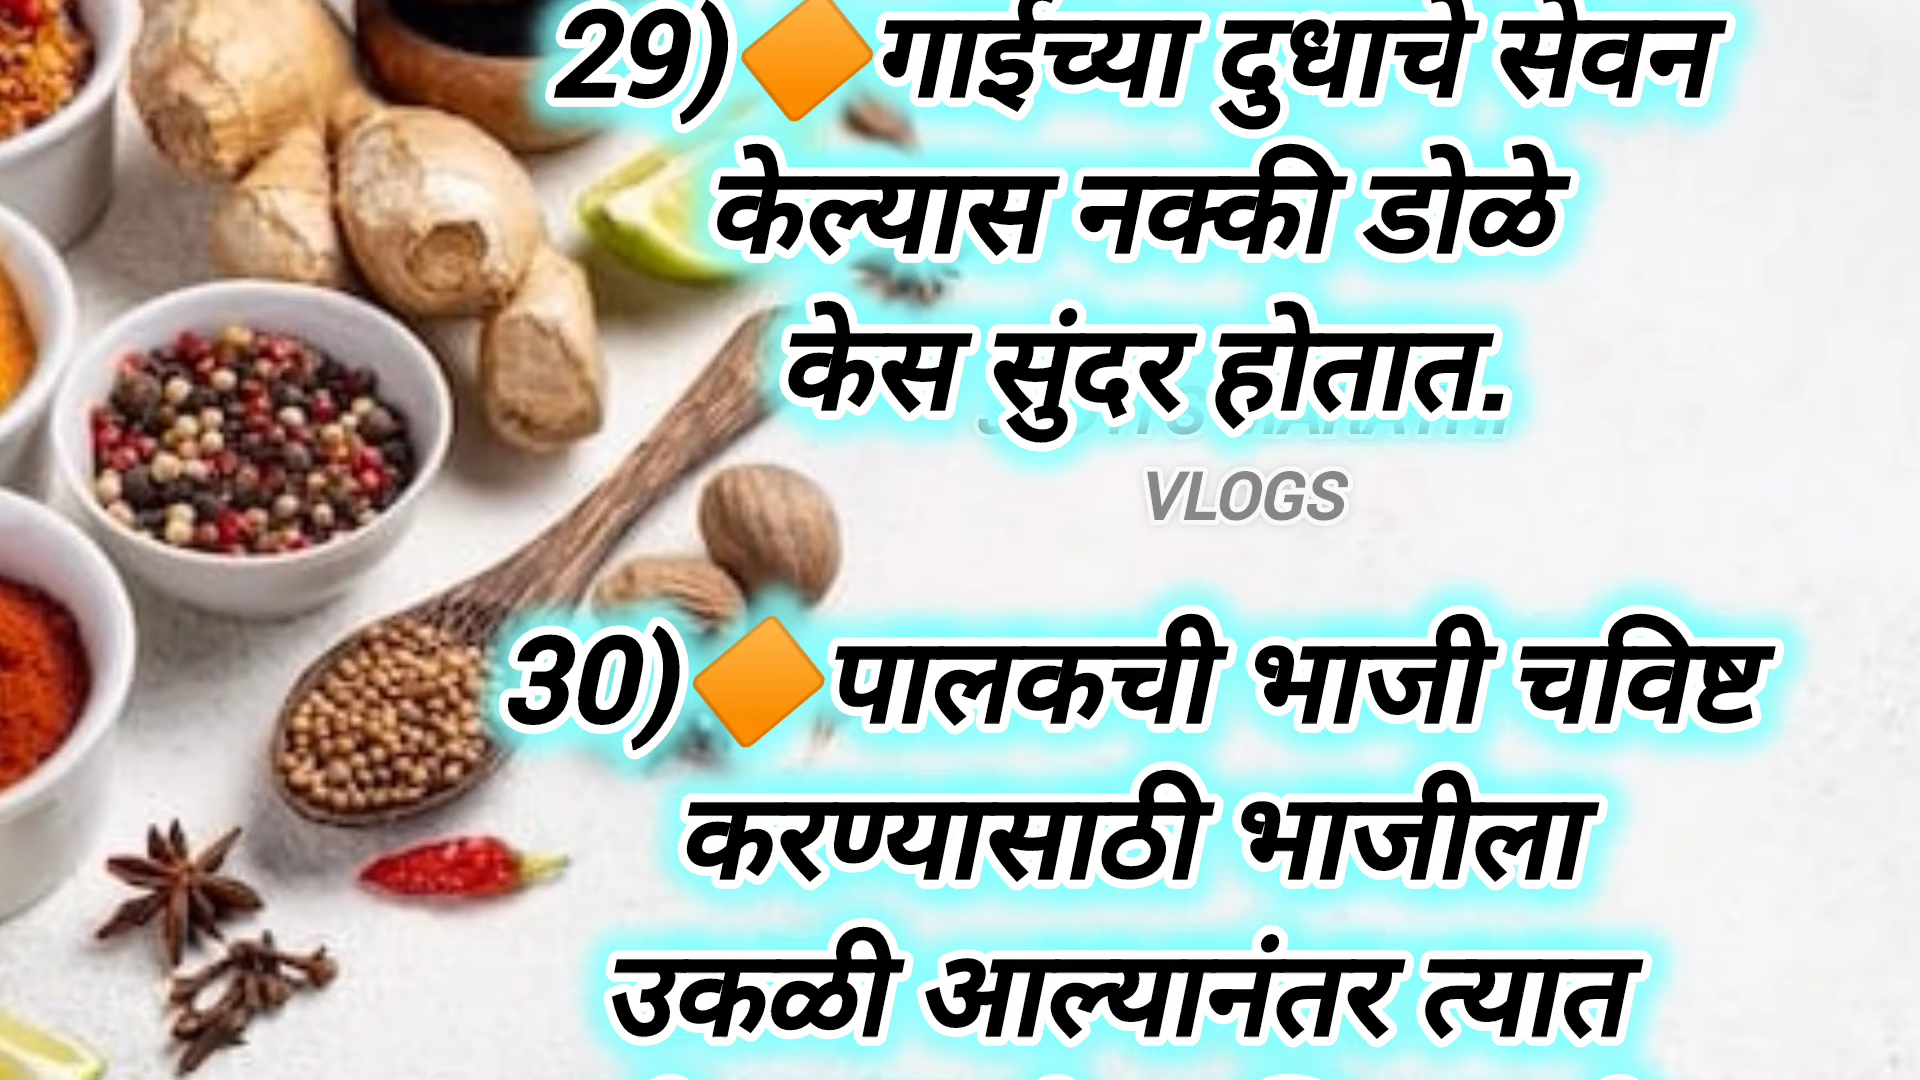 29)🔶गाईच्या दुधाचे सेवन
केल्यास नक्की डोळे
केस सुंदर होतात.
VLOGS
30)🔶पालकची भाजी चविष्ट
करण्यासाठी भाजीला
उकळी आल्यानंतर त्यात